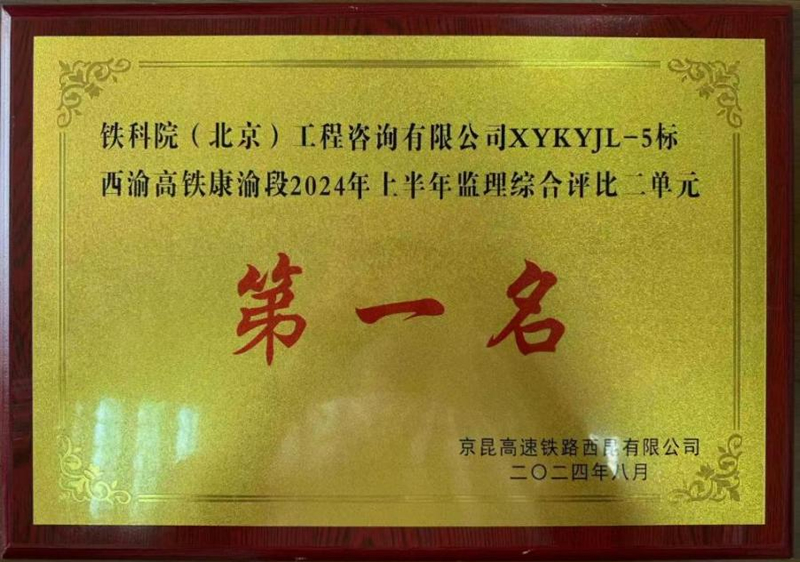 铁科院（北京）工程咨询有限公司XYKYJL-5标
西渝高铁康渝段2024年上半年监理综合评比二单元
第一名
京昆高速铁路西昆有限公司
二〇二四年八月